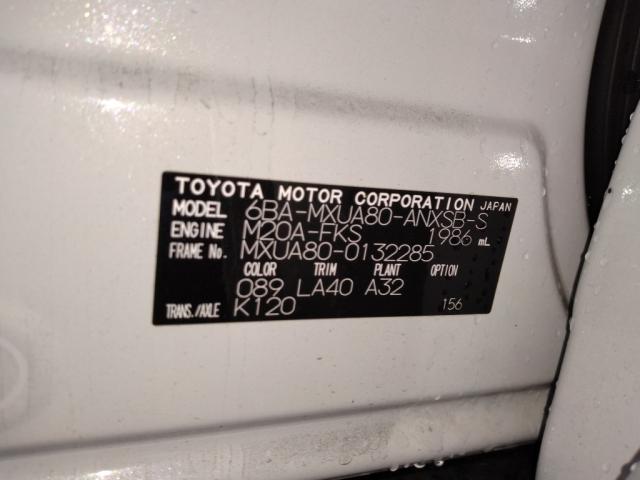 TOYOTA MOTOR CORPORATION JAPAN
MODEL 6BA-MXUA80-ANXSB-S
ENGINE M20A-FKS 1986 mL
FRAME No. MXUA80-0132285
COLOR TRIM PLANT OPTION
089 LA40 A32
TRANS./AXLE K120 156